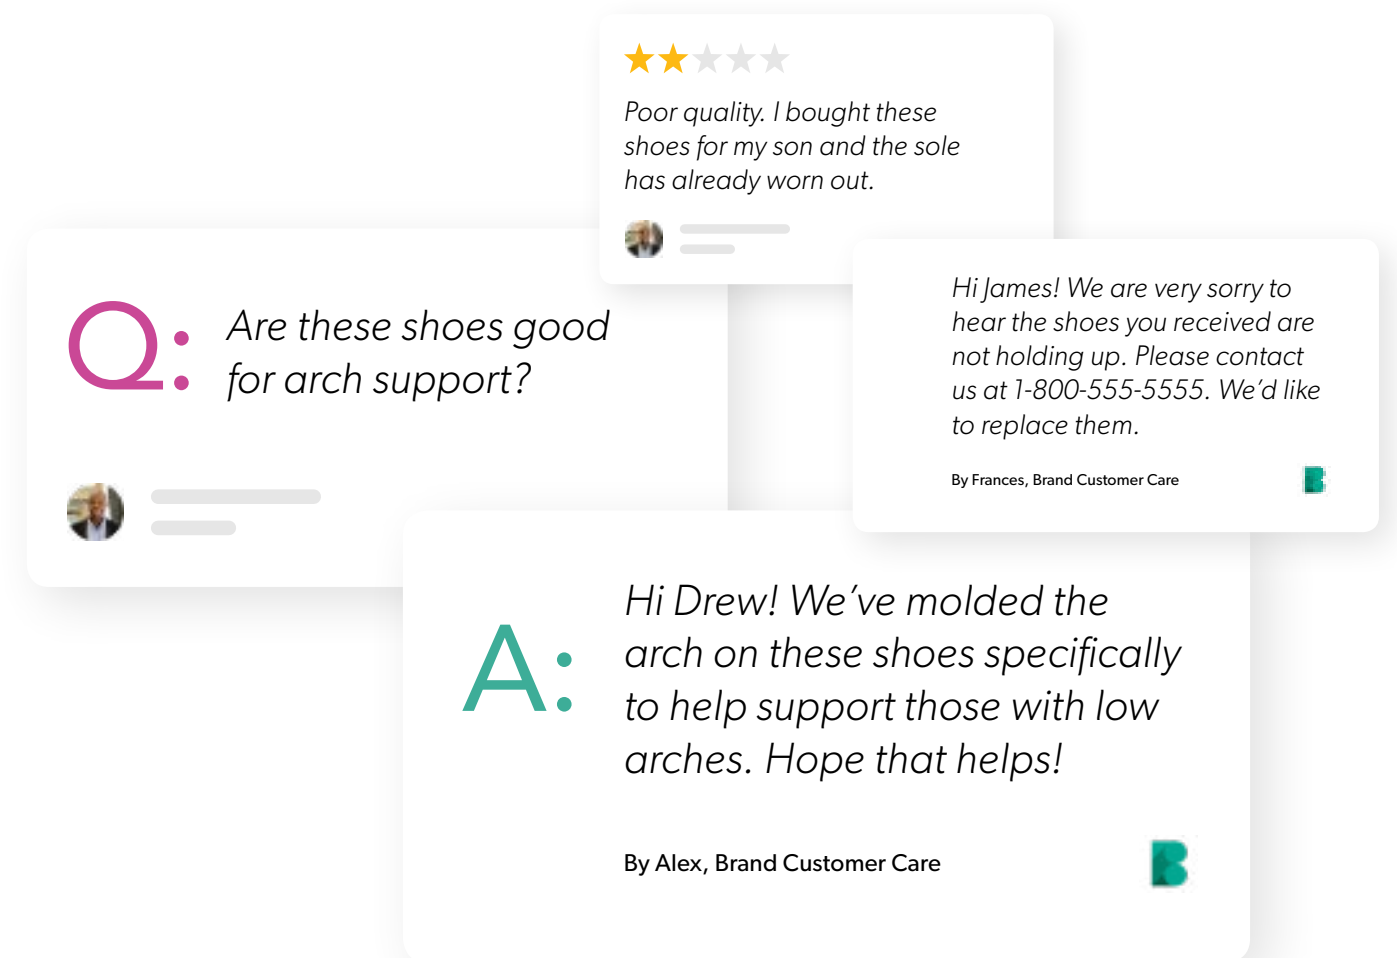 Poor quality. I bought these
shoes for my son and the sole
has already worn out.
Q: Are these shoes good
for arch support?
Hi James! We are very sorry to
hear the shoes you received are
not holding up. Please contact
us at 1-800-555-5555. We’d like
to replace them.
By Frances, Brand Customer Care
A: Hi Drew! We’ve molded the
arch on these shoes specifically
to help support those with low
arches. Hope that helps!
By Alex, Brand Customer Care